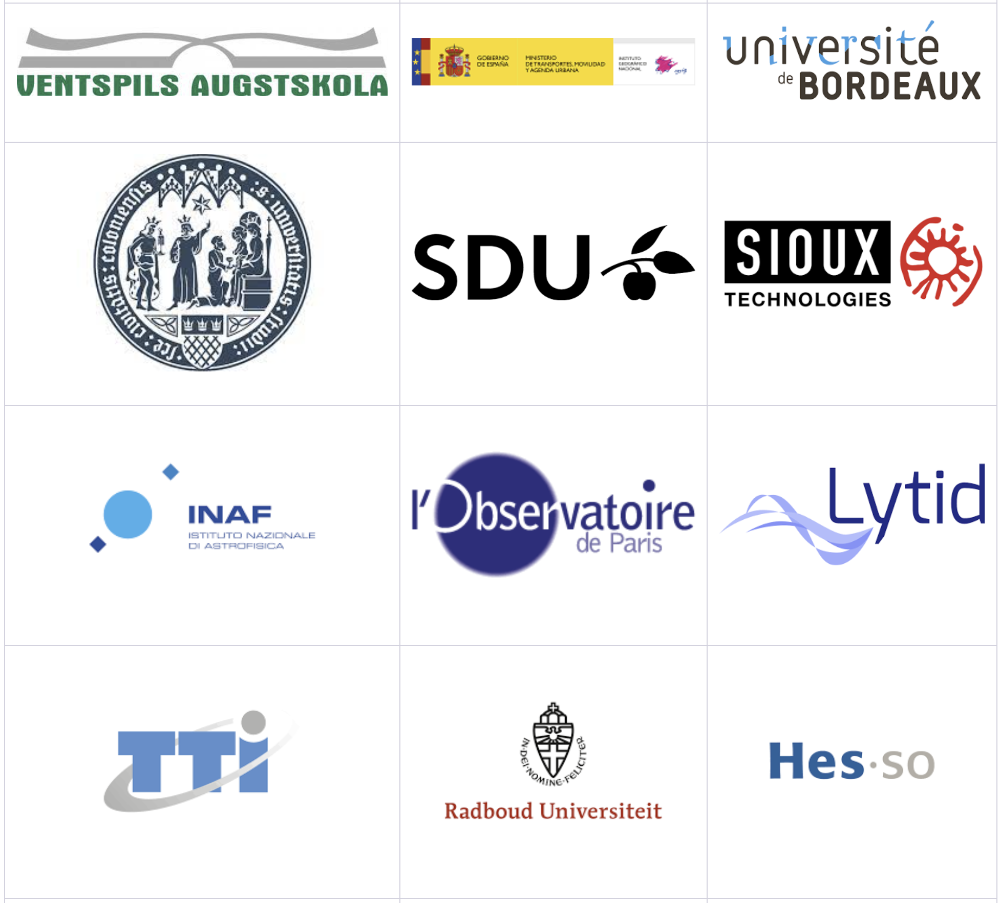 VENTSPILS AUGSTSKOLA
GOBIERNO
DE ESPAÑA
MINISTERIO
DE TRANSPORTES, MOVILIDAD
Y AGENDA URBANA
INSTITUTO
GEOGRÁFICO
NACIONAL
université
de BORDEAUX
:s:universitatis:studii:
sce:civitatis:coloniensis
SDU
SIOUX
TECHNOLOGIES
INAF
ISTITUTO NAZIONALE
DI ASTROFISICA
l'Observatoire
de Paris
Lytid
TTi
IN·DEI·NOMINE·FELICITER
Radboud Universiteit
Hes·so